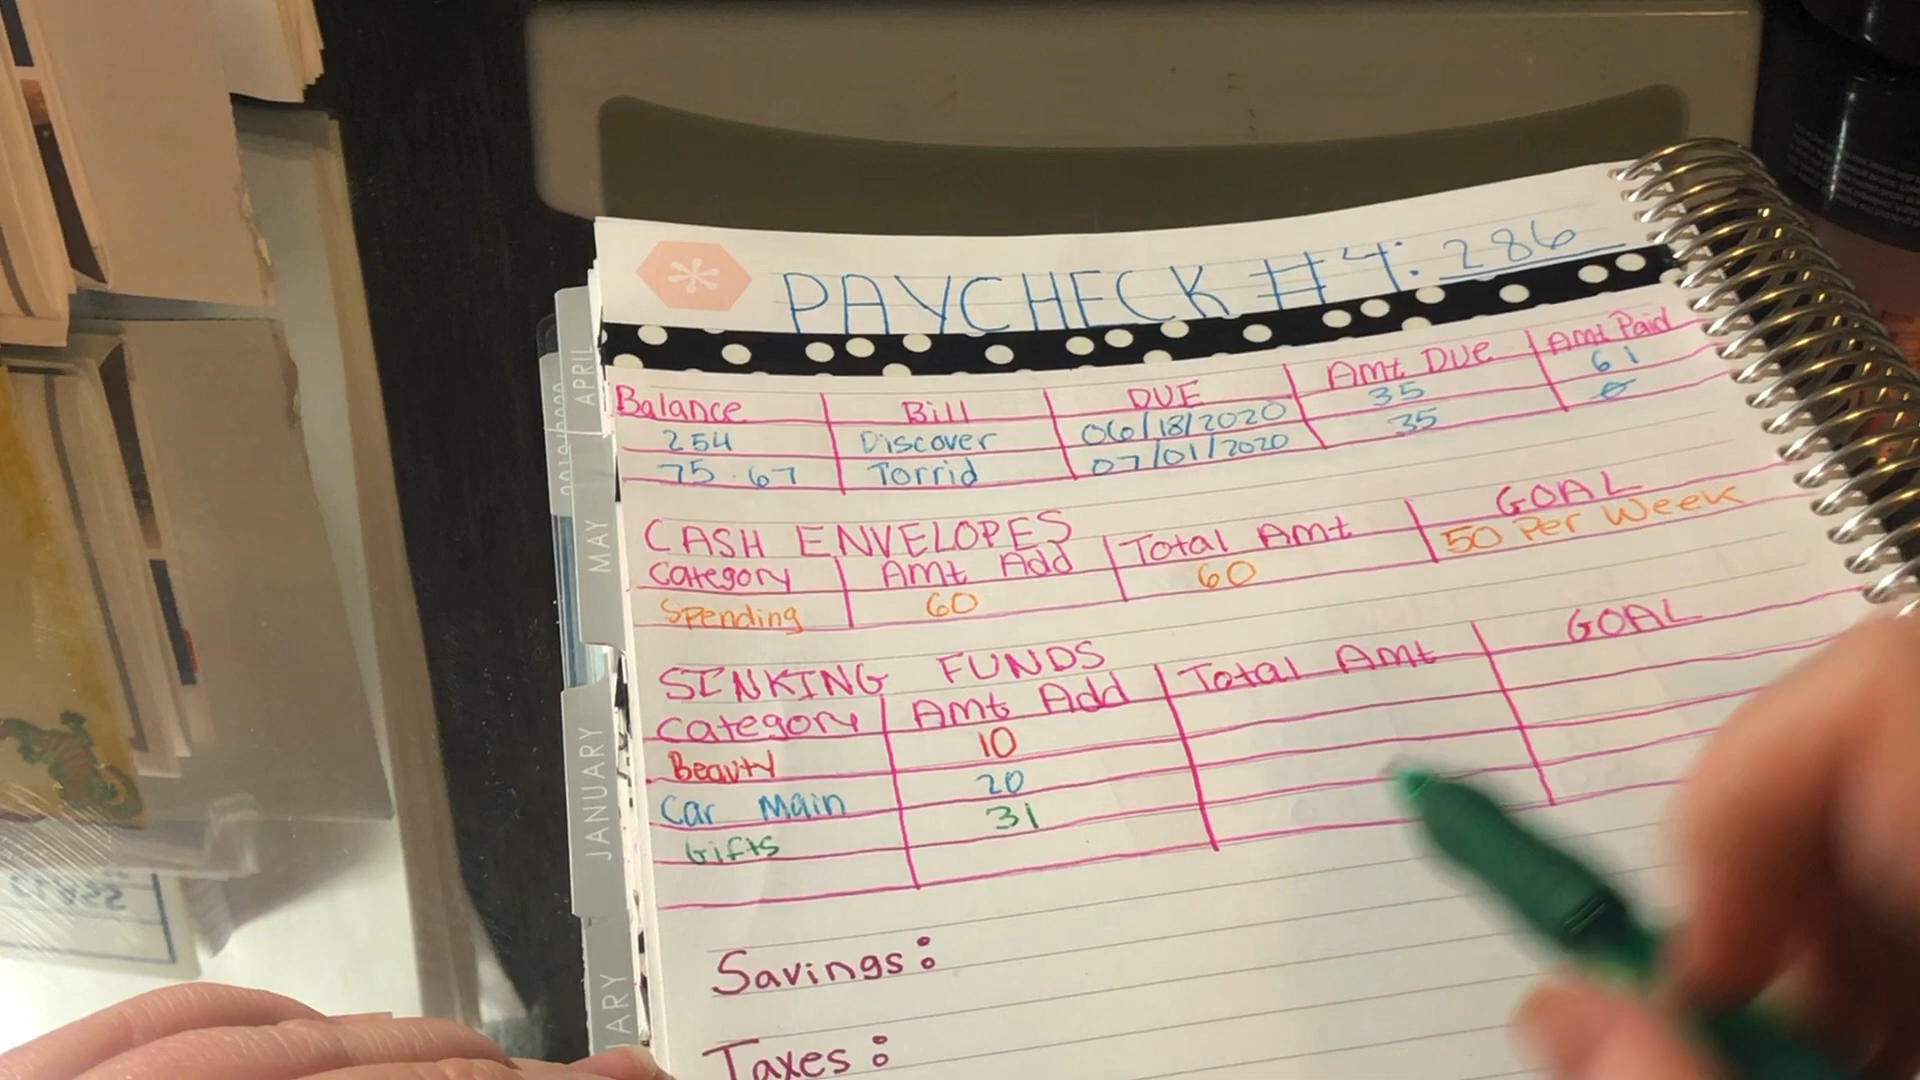 PAYCHECK #4: 286
Balance Bill DUE Amt DUE Amt Paid
254 Discover 06/18/2020 35 61
75.67 Torrid 07/01/2020 35 0
CASH ENVELOPES
Category Amt Add Total Amt GOAL
Spending 60 60 50 Per Week
SINKING FUNDS
Category Amt Add Total Amt GOAL
Beauty 10
Car Main 20
Gifts 31
Savings:
Taxes:
APRIL
MAY
JANUARY
ARY